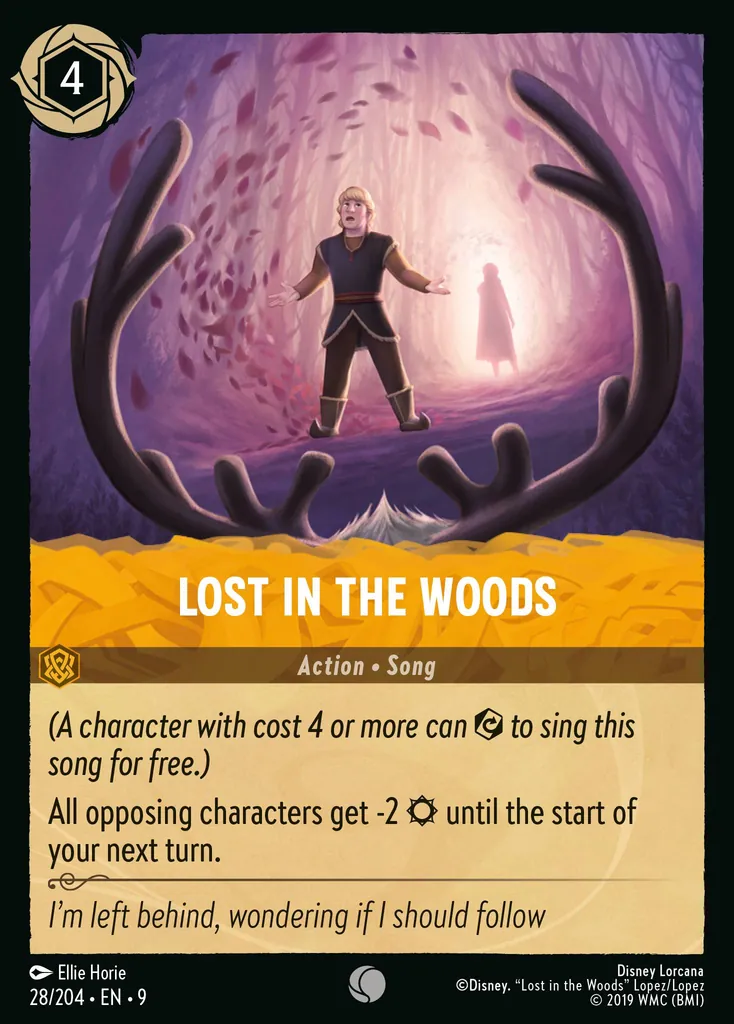 4
LOST IN THE WOODS
Action • Song
(A character with cost 4 or more can to sing this
song for free.)
All opposing characters get -2 until the start of
your next turn.
I'm left behind, wondering if I should follow
Ellie Horie
28/204 • EN • 9
Disney Lorcana
©Disney. “Lost in the Woods” Lopez/Lopez
© 2019 WMC (BMI)